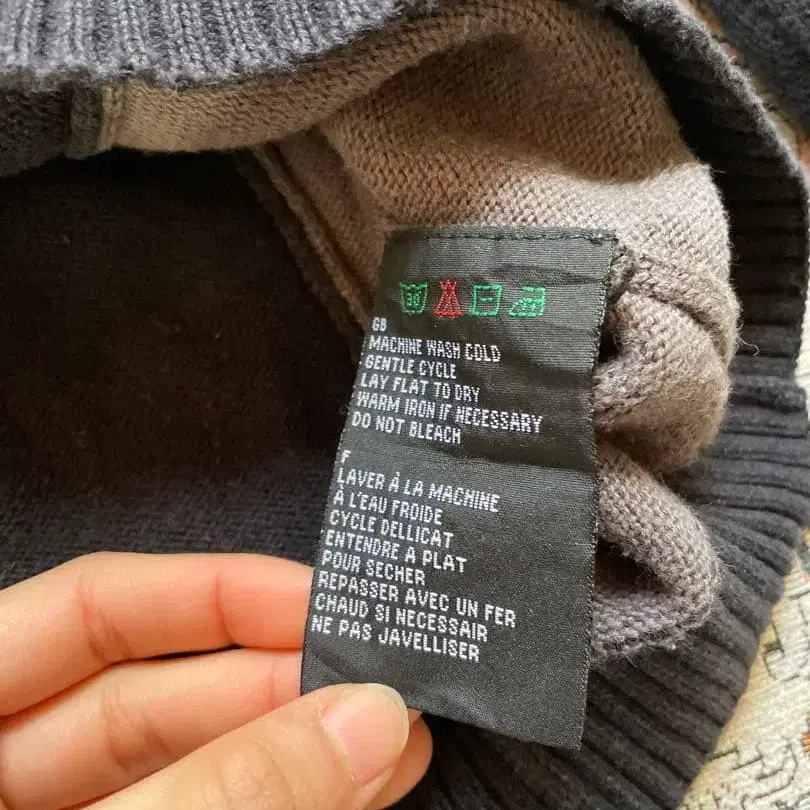 30
GB
MACHINE WASH COLD
GENTLE CYCLE
LAY FLAT TO DRY
WARM IRON IF NECESSARY
DO NOT BLEACH
F
LAVER À LA MACHINE
À L'EAU FROIDE
CYCLE DELLICAT
ENTENDRE A PLAT
POUR SECHER
REPASSER AVEC UN FER
CHAUD SI NECESSAIR
NE PAS JAVELLISER